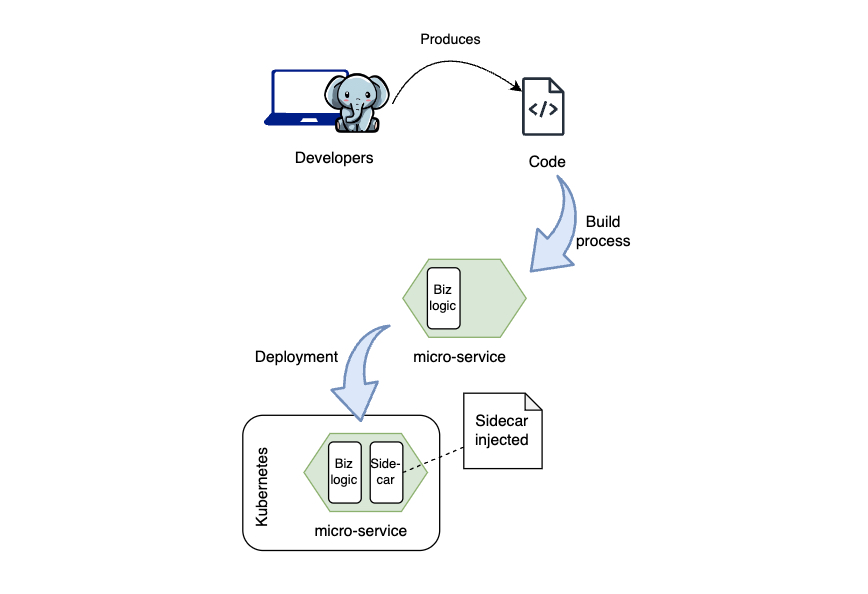 Produces
Developers
</>
Code
Build
process
Biz
logic
micro-service
Deployment
Sidecar
injected
Kubernetes
Biz
logic
Side-
car
micro-service